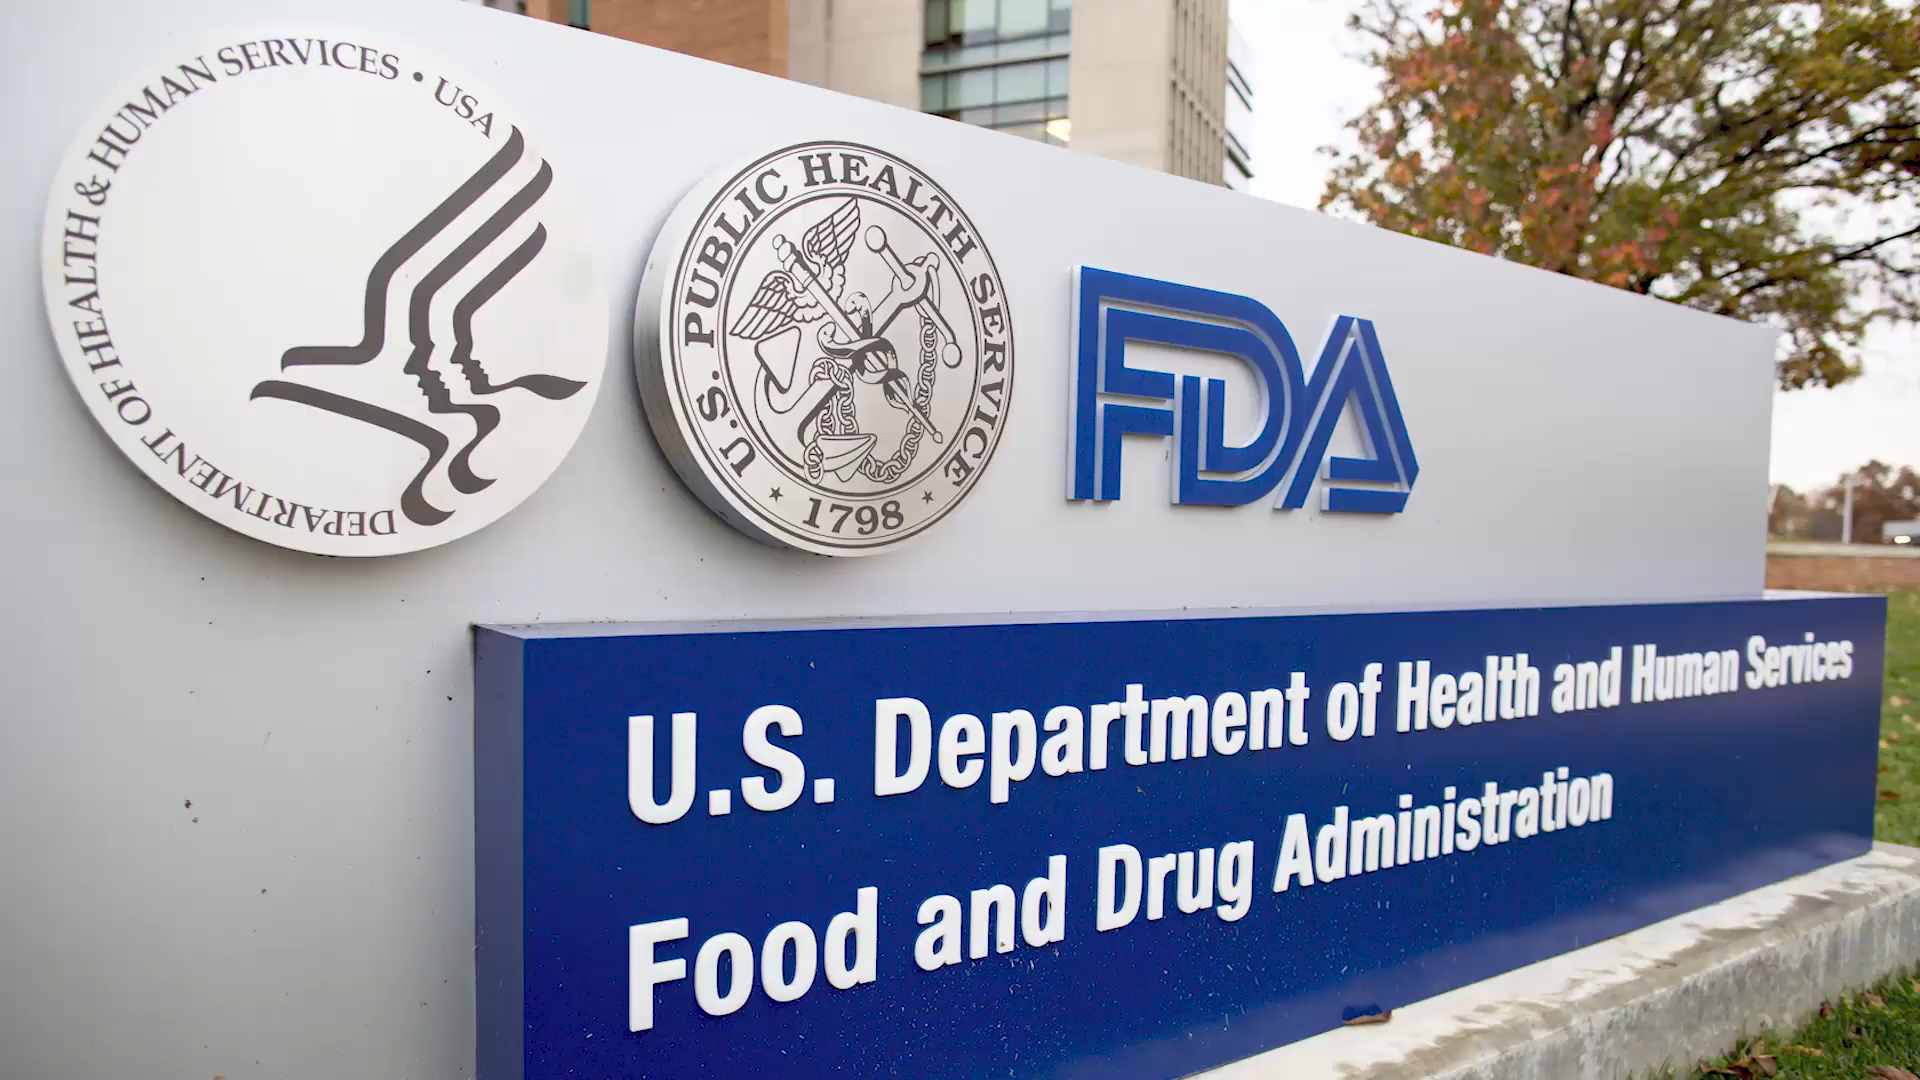 DEPARTMENT OF HEALTH & HUMAN SERVICES • USA
U.S. PUBLIC HEALTH SERVICE
★ 1798 ★
FDA
U.S. Department of Health and Human Services
Food and Drug Administration